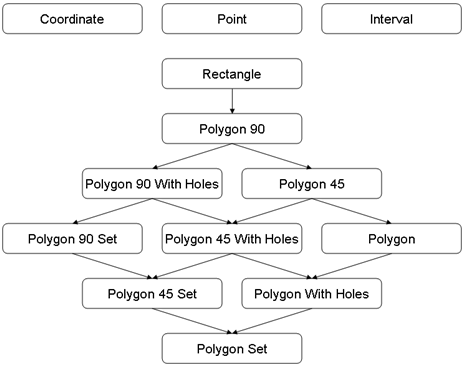 Coordinate
Point
Interval
Rectangle
Polygon 90
Polygon 90 With Holes
Polygon 45
Polygon 90 Set
Polygon 45 With Holes
Polygon
Polygon 45 Set
Polygon With Holes
Polygon Set